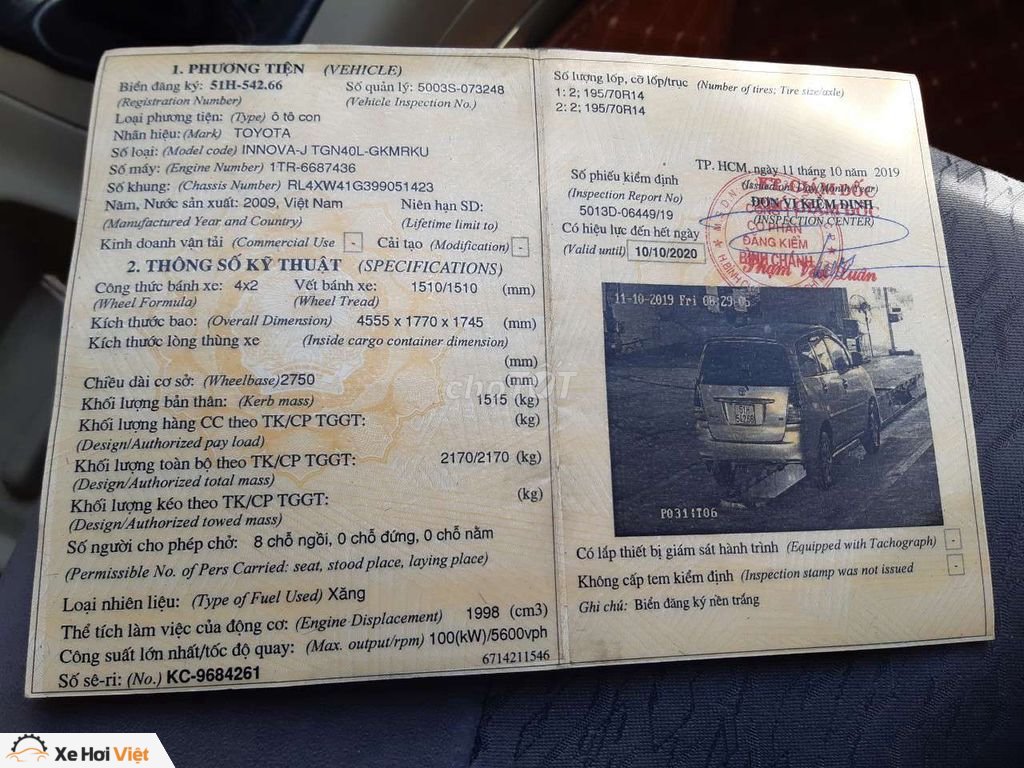 1. PHƯƠNG TIỆN (VEHICLE)
Biển đăng ký: 51H-542.66 Số quản lý: 5003S-073248
(Registration Number) (Vehicle Inspection No.)
Loại phương tiện: (Type) ô tô con
Nhãn hiệu: (Mark) TOYOTA
Số loại: (Model code) INNOVA-J TGN40L-GKMRKU
Số máy: (Engine Number) 1TR-6687436
Số khung: (Chassis Number) RL4XW41G399051423
Năm, Nước sản xuất: 2009, Việt Nam Niên hạn SD:
(Manufactured Year and Country) (Lifetime limit to)
Kinh doanh vận tải (Commercial Use) - Cải tạo (Modification) -
2. THÔNG SỐ KỸ THUẬT (SPECIFICATIONS)
Công thức bánh xe: 4x2 Vết bánh xe: 1510/1510 (mm)
(Wheel Formula) (Wheel Tread)
Kích thước bao: (Overall Dimension) 4555 x 1770 x 1745 (mm)
Kích thước lòng thùng xe (Inside cargo container dimension)
(mm)
Chiều dài cơ sở: (Wheelbase) 2750 (mm)
Khối lượng bản thân: (Kerb mass) 1515 (kg)
Khối lượng hàng CC theo TK/CP TGGT: (kg)
(Design/Authorized pay load)
Khối lượng toàn bộ theo TK/CP TGGT: 2170/2170 (kg)
(Design/Authorized total mass)
Khối lượng kéo theo TK/CP TGGT: (kg)
(Design/Authorized towed mass)
Số người cho phép chở: 8 chỗ ngồi, 0 chỗ đứng, 0 chỗ nằm
(Permissible No. of Pers Carried: seat, stood place, laying place)
Loại nhiên liệu: (Type of Fuel Used) Xăng
Thể tích làm việc của động cơ: (Engine Displacement) 1998 (cm3)
Công suất lớn nhất/tốc độ quay: (Max. output/rpm) 100(kW)/5600vph
6714211546
Số sê-ri: (No.) KC-9684261
Số lượng lốp, cỡ lốp/trục (Number of tires; Tire size/axle)
1: 2; 195/70R14
2: 2; 195/70R14
TP. HCM, ngày 11 tháng 10 năm 2019
(Issued on: Day/Month/Year)
Số phiếu kiểm định ĐƠN VỊ KIỂM ĐỊNH
(Inspection Report No) (INSPECTION CENTER)
5013D-06449/19
Có hiệu lực đến hết ngày
(Valid until) 10/10/2020
CỔ PHẦN
ĐĂNG KIỂM
BÌNH CHÁNH
11-10-2019 Fri 08:29:05
51H
542.66
P0314T06
Có lắp thiết bị giám sát hành trình (Equipped with Tachograph) -
Không cấp tem kiểm định (Inspection stamp was not issued -
Ghi chú: Biển đăng ký nền trắng
Xe Hơi Việt